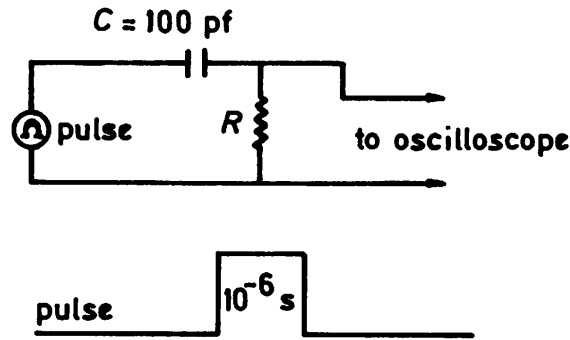 C = 100 pf
pulse
R
to oscilloscope
10⁻⁶ s
pulse